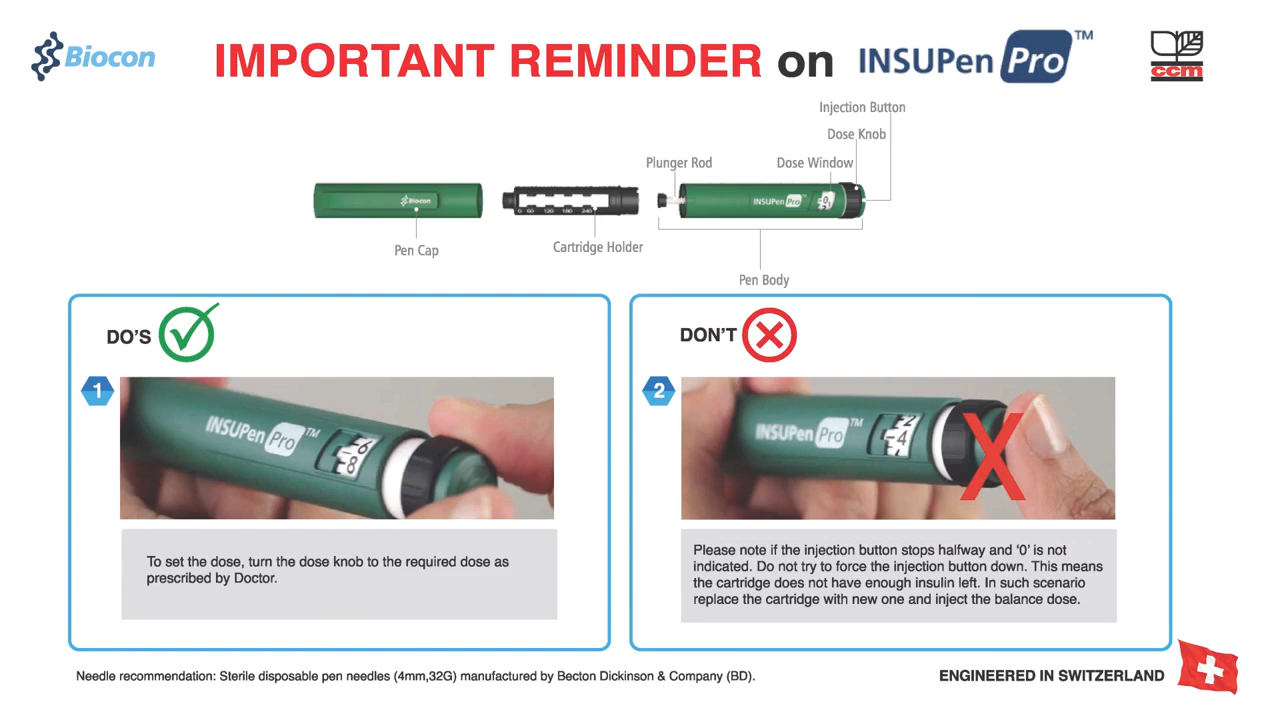 Biocon
IMPORTANT REMINDER on INSUPen Pro™
ccm
Injection Button
Dose Knob
Plunger Rod
Dose Window
Biocon
0 60 120 180 240
INSUPen Pro
0
Pen Cap
Cartridge Holder
Pen Body
DO'S
DON'T
1
INSUPen Pro™
6
8
2
INSUPen Pro™
2
4
X
To set the dose, turn the dose knob to the required dose as
prescribed by Doctor.
Please note if the injection button stops halfway and '0' is not
indicated. Do not try to force the injection button down. This means
the cartridge does not have enough insulin left. In such scenario
replace the cartridge with new one and inject the balance dose.
Needle recommendation: Sterile disposable pen needles (4mm,32G) manufactured by Becton Dickinson & Company (BD).
ENGINEERED IN SWITZERLAND